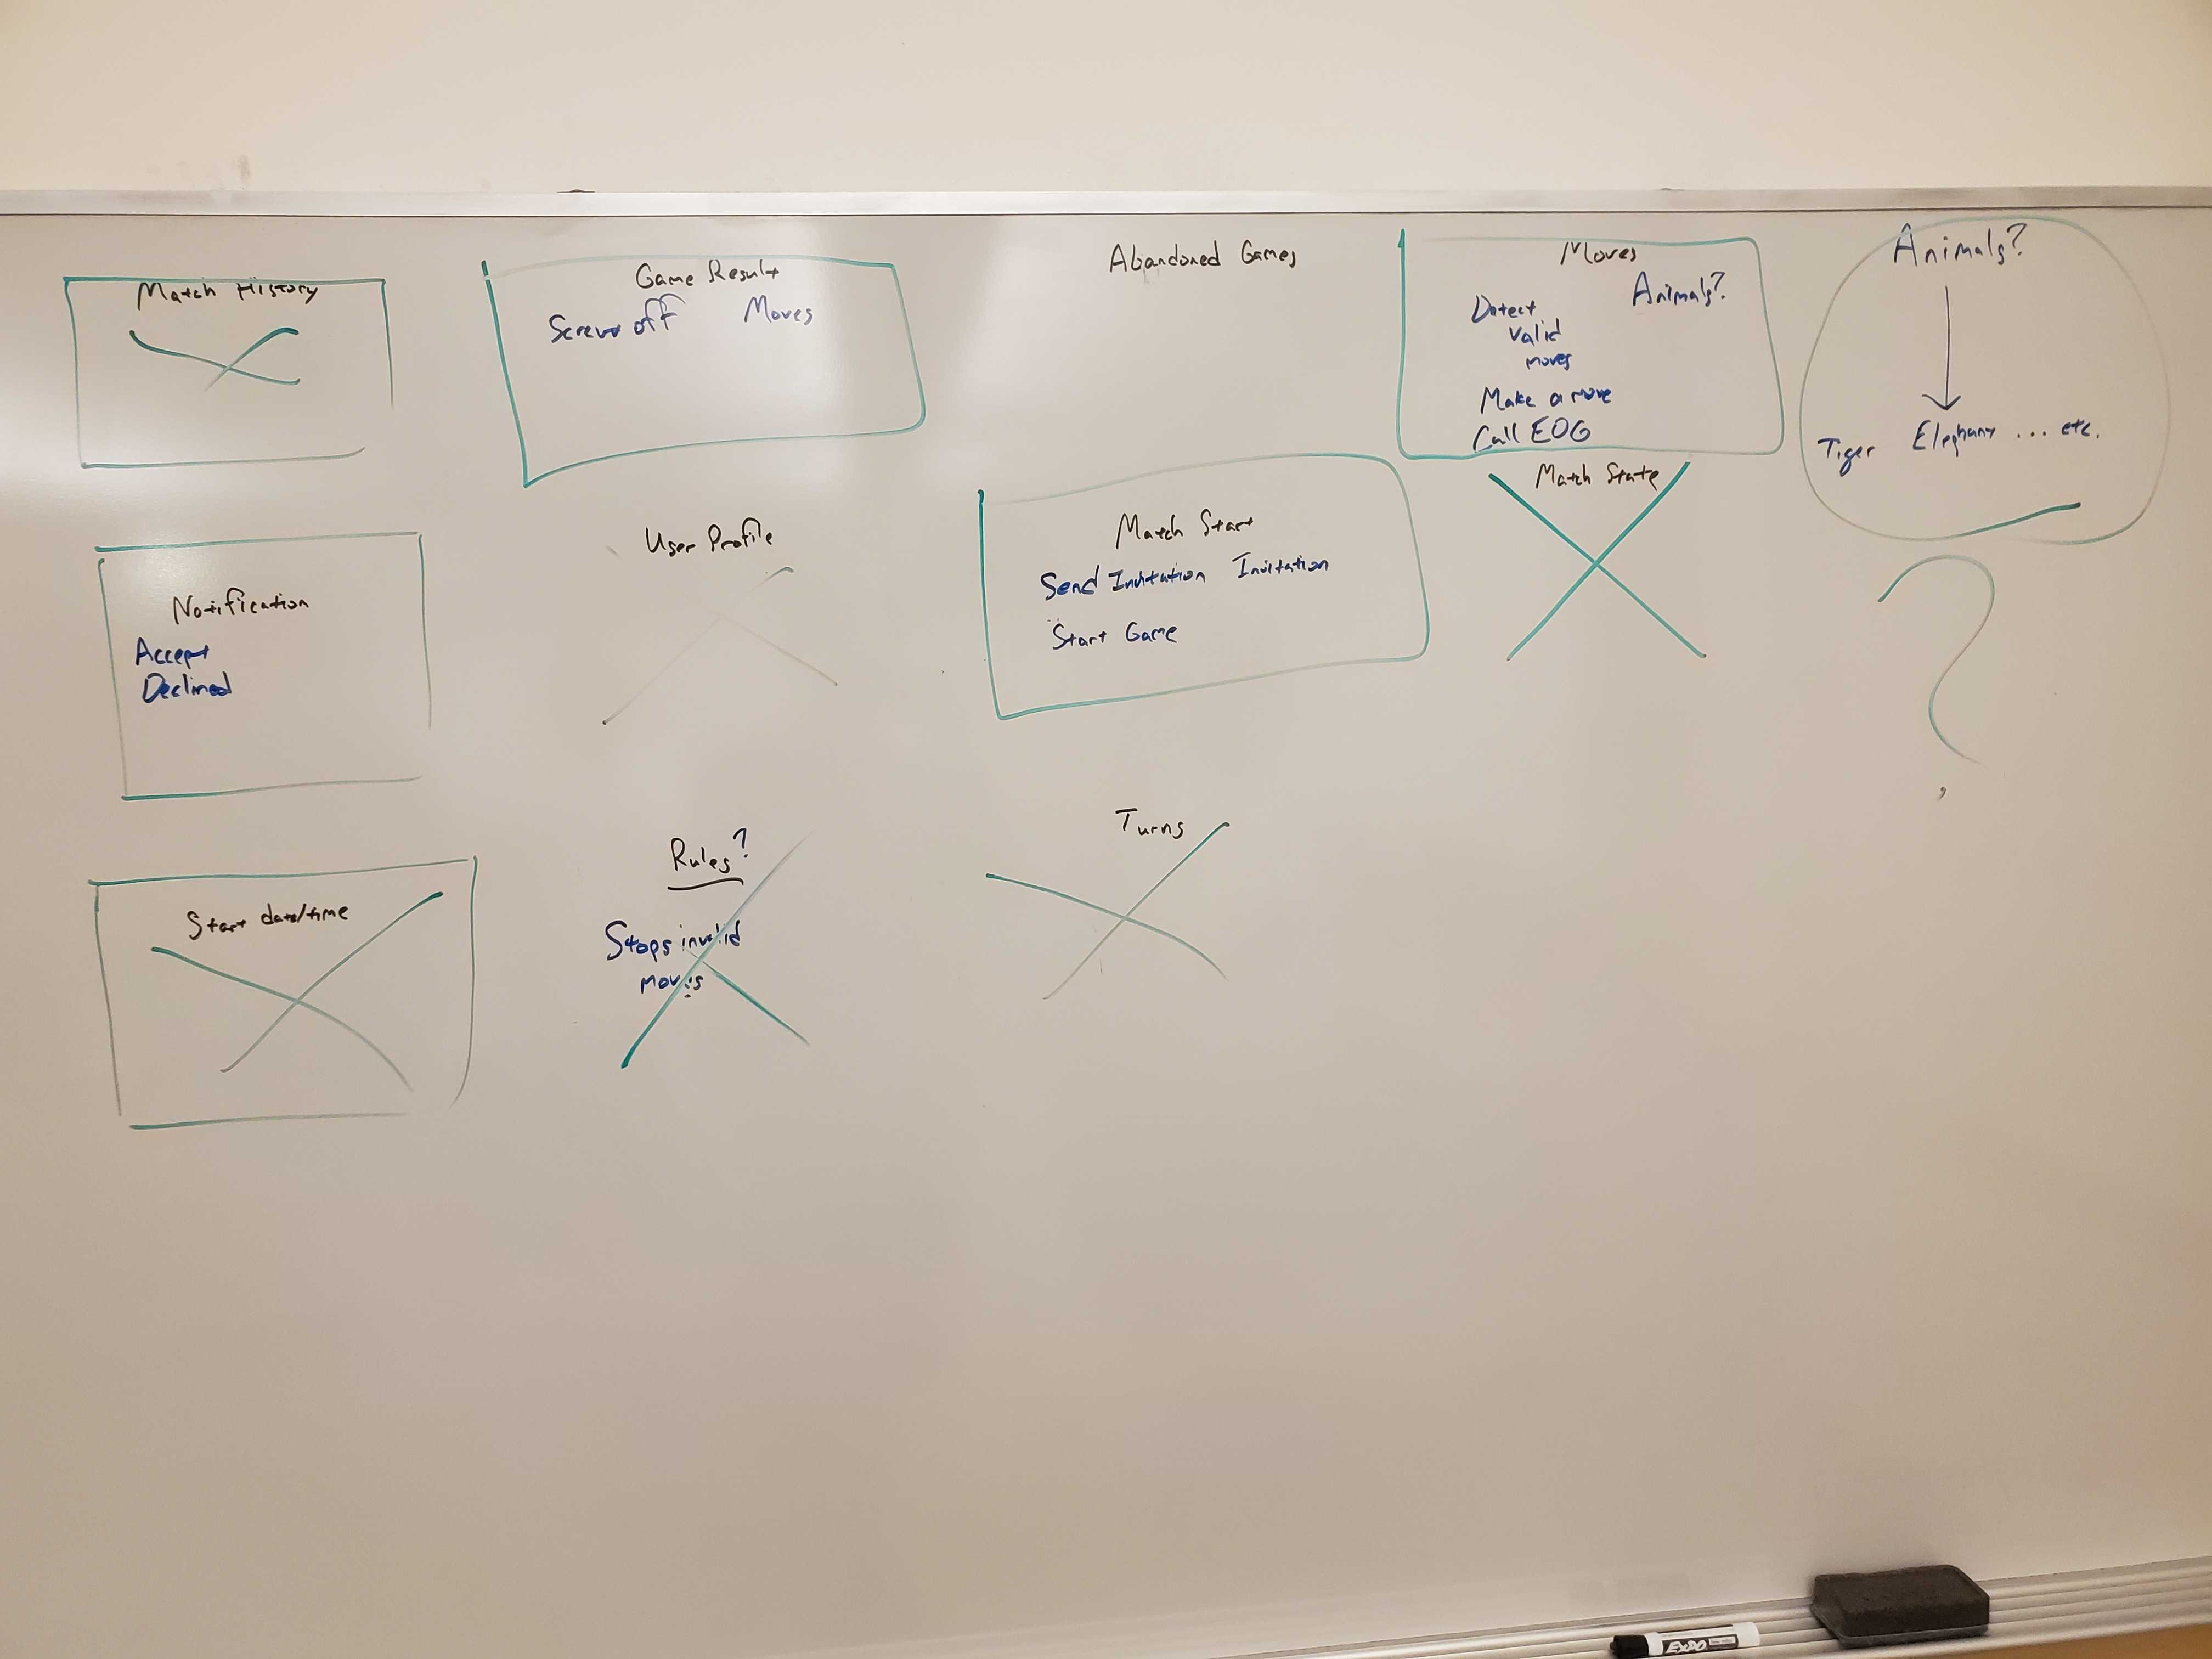 Match History
Game Result
off Moves
Abandoned Games
Moves
Animals?
Detect
valid
moves
Make a move
Call EOG
Animals?
Tiger Elephant ... etc.
Notification
Accept
Declined
User Profile
Match Start
Send Invitation Invitation
Start Game
Match State
?
Start date/time
Rules?
Stops invalid
moves
Turns
EXPO